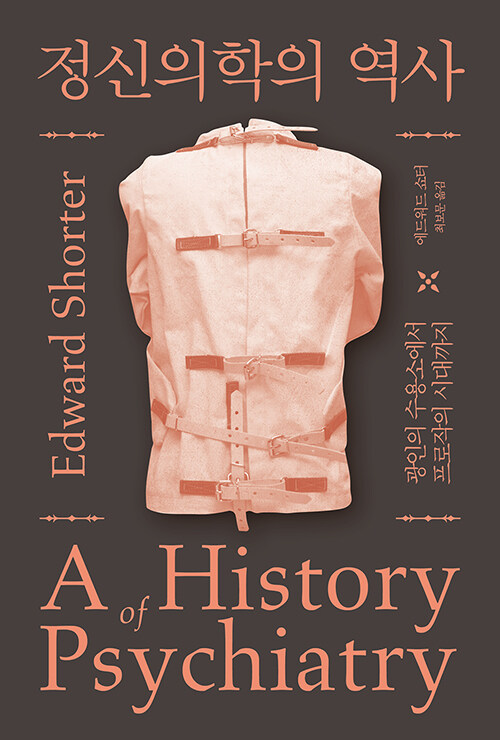 정신의학의 역사
Edward Shorter
에드워드 쇼터
최보문 옮김
광인의 수용소에서
프로작의 시대까지
A History
of
Psychiatry